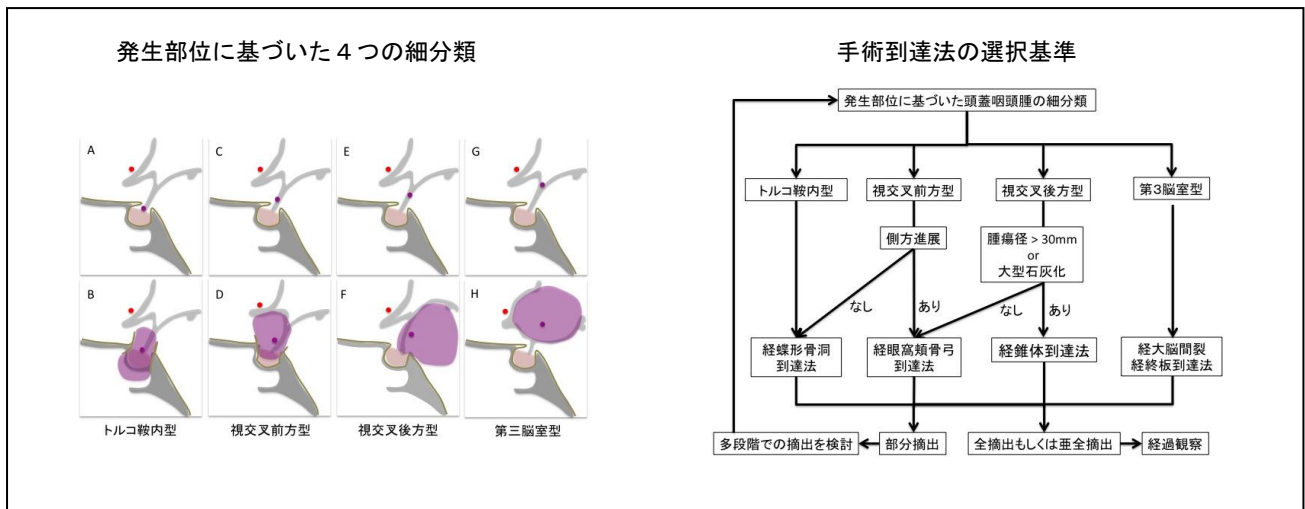 発生部位に基づいた４つの細分類
A
C
E
G
B
D
F
H
トルコ鞍内型
視交叉前方型
視交叉後方型
第三脳室型
手術到達法の選択基準
発生部位に基づいた頭蓋咽頭腫の細分類
トルコ鞍内型
視交叉前方型
視交叉後方型
第3脳室型
側方進展
腫瘍径 > 30mm
or
大型石灰化
なし
あり
なし
あり
経蝶形骨洞
到達法
経眼窩頬骨弓
到達法
経錐体到達法
経大脳間裂
経終板到達法
多段階での摘出を検討
部分摘出
全摘出もしくは亜全摘出
経過観察